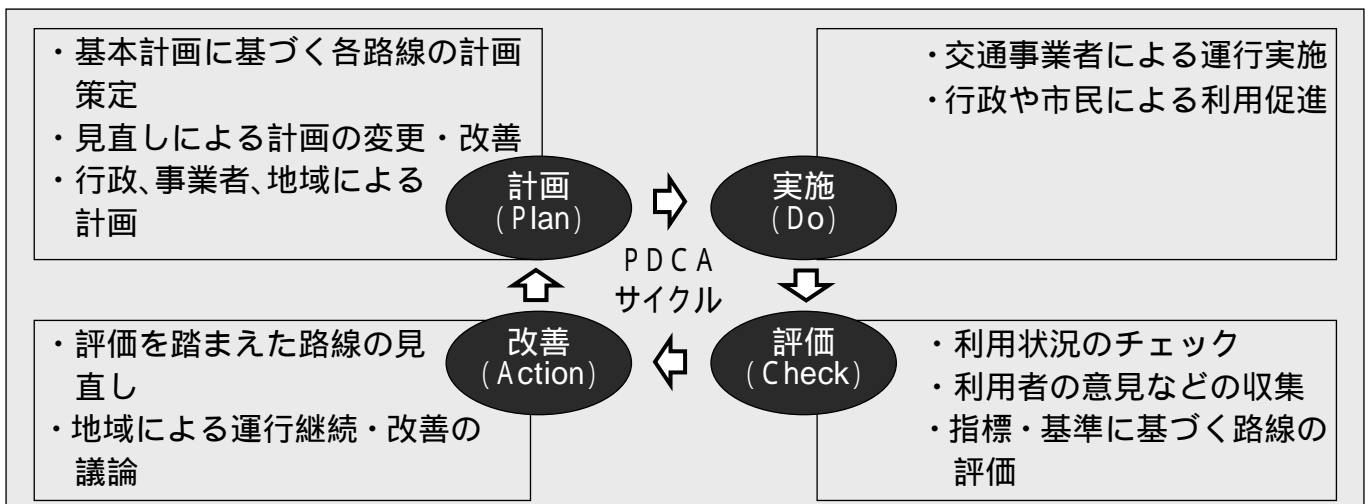 ・基本計画に基づく各路線の計画
策定
・見直しによる計画の変更・改善
・行政、事業者、地域による
計画
計画
(Plan)
・交通事業者による運行実施
・行政や市民による利用促進
実施
(Do)
PDCA
サイクル
・評価を踏まえた路線の見
直し
・地域による運行継続・改善の
議論
改善
(Action)
評価
(Check)
・利用状況のチェック
・利用者の意見などの収集
・指標・基準に基づく路線の
評価